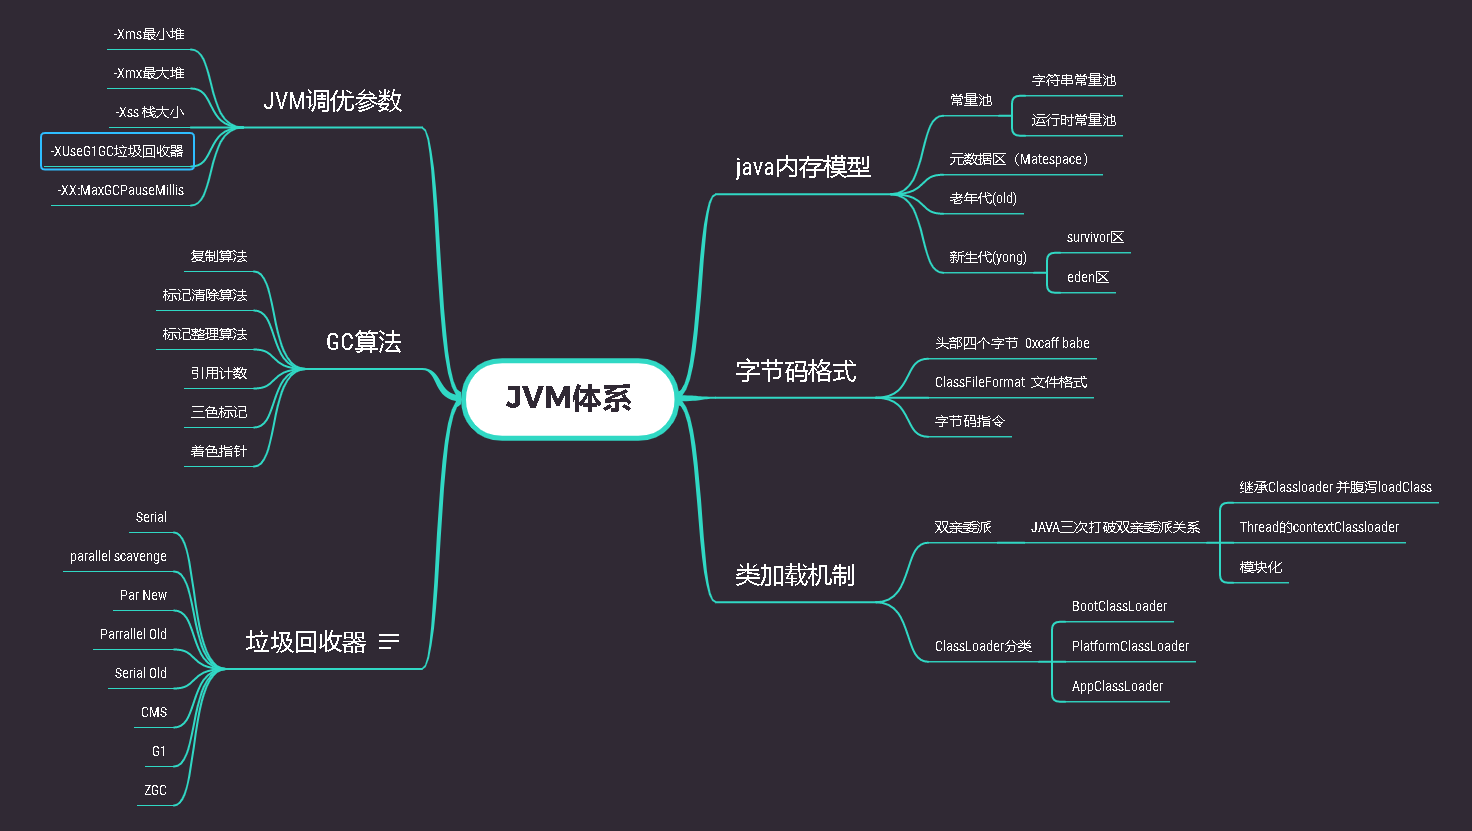 JVM体系
JVM调优参数
-Xms最小堆
-Xmx最大堆
-Xss 栈大小
-XUseG1GC垃圾回收器
-XX:MaxGCPauseMillis
GC算法
复制算法
标记清除算法
标记整理算法
引用计数
三色标记
着色指针
垃圾回收器
Serial
parallel scavenge
Par New
Parrallel Old
Serial Old
CMS
G1
ZGC
java内存模型
常量池
字符串常量池
运行时常量池
元数据区（Matespace）
老年代(old)
新生代(yong)
survivor区
eden区
字节码格式
头部四个字节 0xcaff babe
ClassFileFormat 文件格式
字节码指令
类加载机制
双亲委派
JAVA三次打破双亲委派关系
继承Classloader 并腹泻loadClass
Thread的contextClassloader
模块化
ClassLoader分类
BootClassLoader
PlatformClassLoader
AppClassLoader